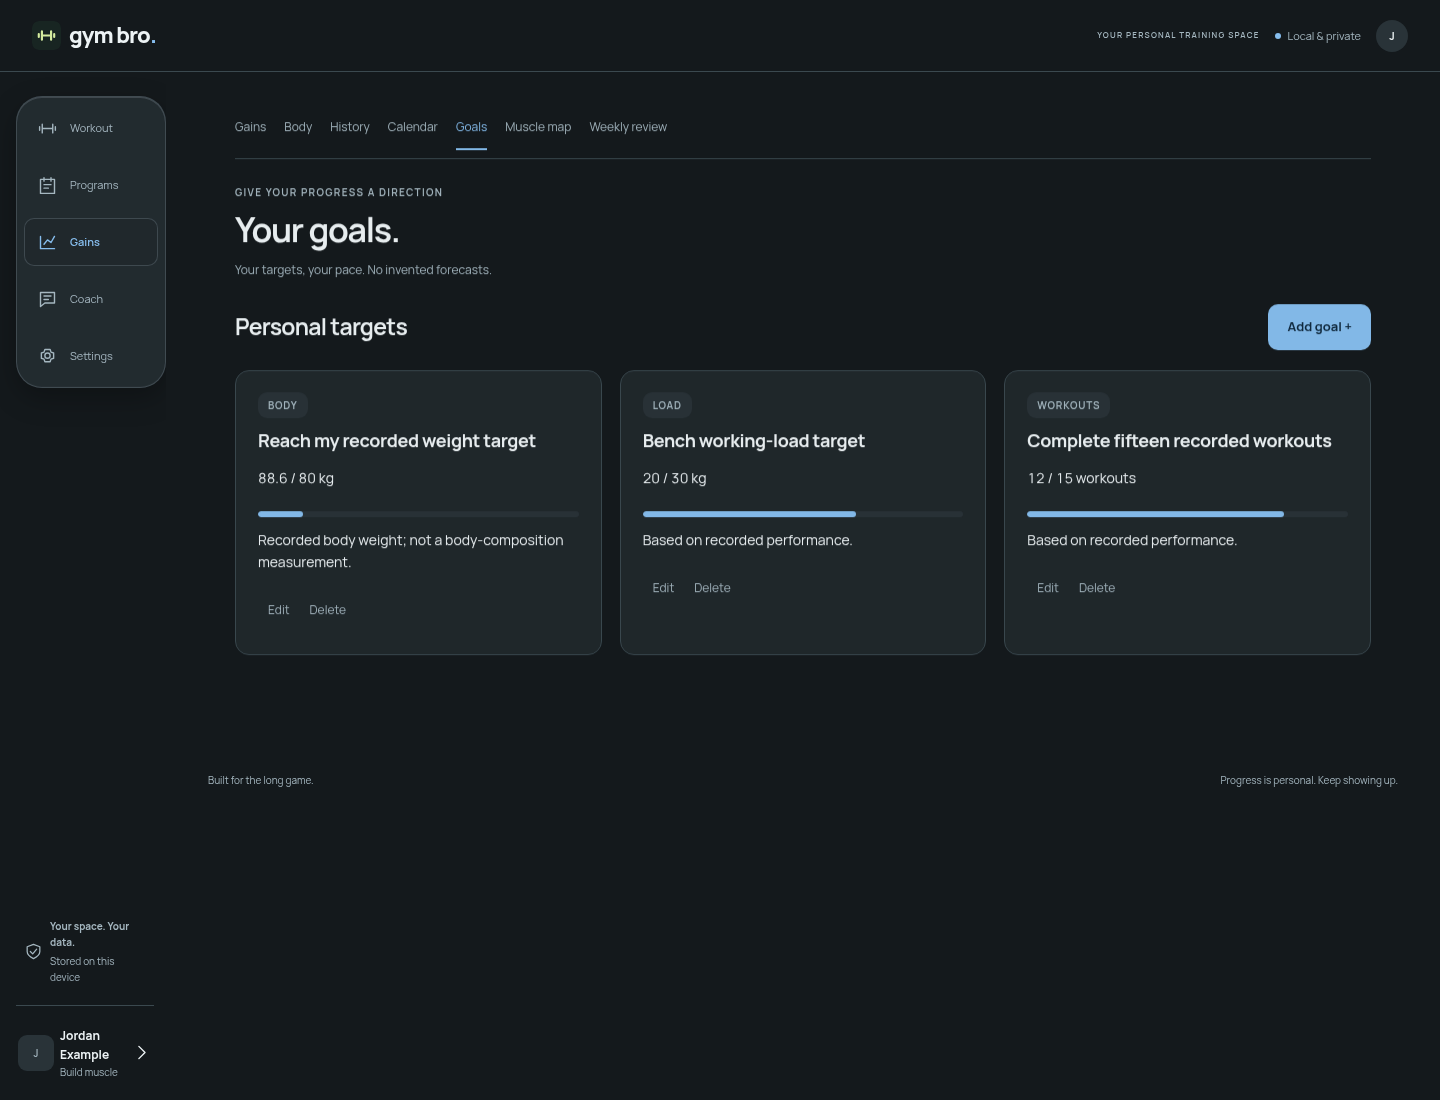 gym bro.
YOUR PERSONAL TRAINING SPACE
Local & private
J
Workout
Programs
Gains
Coach
Settings
Gains Body History Calendar Goals Muscle map Weekly review
GIVE YOUR PROGRESS A DIRECTION
Your goals.
Your targets, your pace. No invented forecasts.
Personal targets
Add goal +
BODY
Reach my recorded weight target
88.6 / 80 kg
Recorded body weight; not a body-composition
measurement.
Edit Delete
LOAD
Bench working-load target
20 / 30 kg
Based on recorded performance.
Edit Delete
WORKOUTS
Complete fifteen recorded workouts
12 / 15 workouts
Based on recorded performance.
Edit Delete
Built for the long game.
Progress is personal. Keep showing up.
Your space. Your
data.
Stored on this
device
J
Jordan
Example
Build muscle